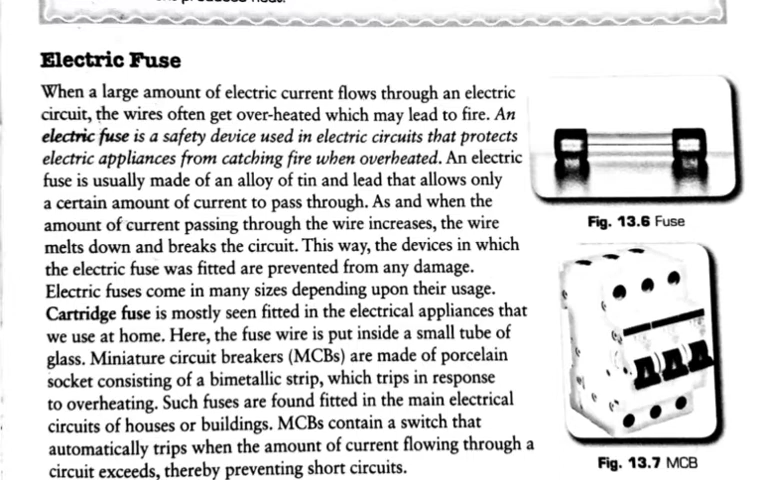 Electric Fuse
When a large amount of electric current flows through an electric
circuit, the wires often get over-heated which may lead to fire. An
electric fuse is a safety device used in electric circuits that protects
electric appliances from catching fire when overheated. An electric
fuse is usually made of an alloy of tin and lead that allows only
a certain amount of current to pass through. As and when the
amount of current passing through the wire increases, the wire
melts down and breaks the circuit. This way, the devices in which
the electric fuse was fitted are prevented from any damage.
Electric fuses come in many sizes depending upon their usage.
Cartridge fuse is mostly seen fitted in the electrical appliances that
we use at home. Here, the fuse wire is put inside a small tube of
glass. Miniature circuit breakers (MCBs) are made of porcelain
socket consisting of a bimetallic strip, which trips in response
to overheating. Such fuses are found fitted in the main electrical
circuits of houses or buildings. MCBs contain a switch that
automatically trips when the amount of current flowing through a
circuit exceeds, thereby preventing short circuits.
Fig. 13.6 Fuse
Fig. 13.7 MCB